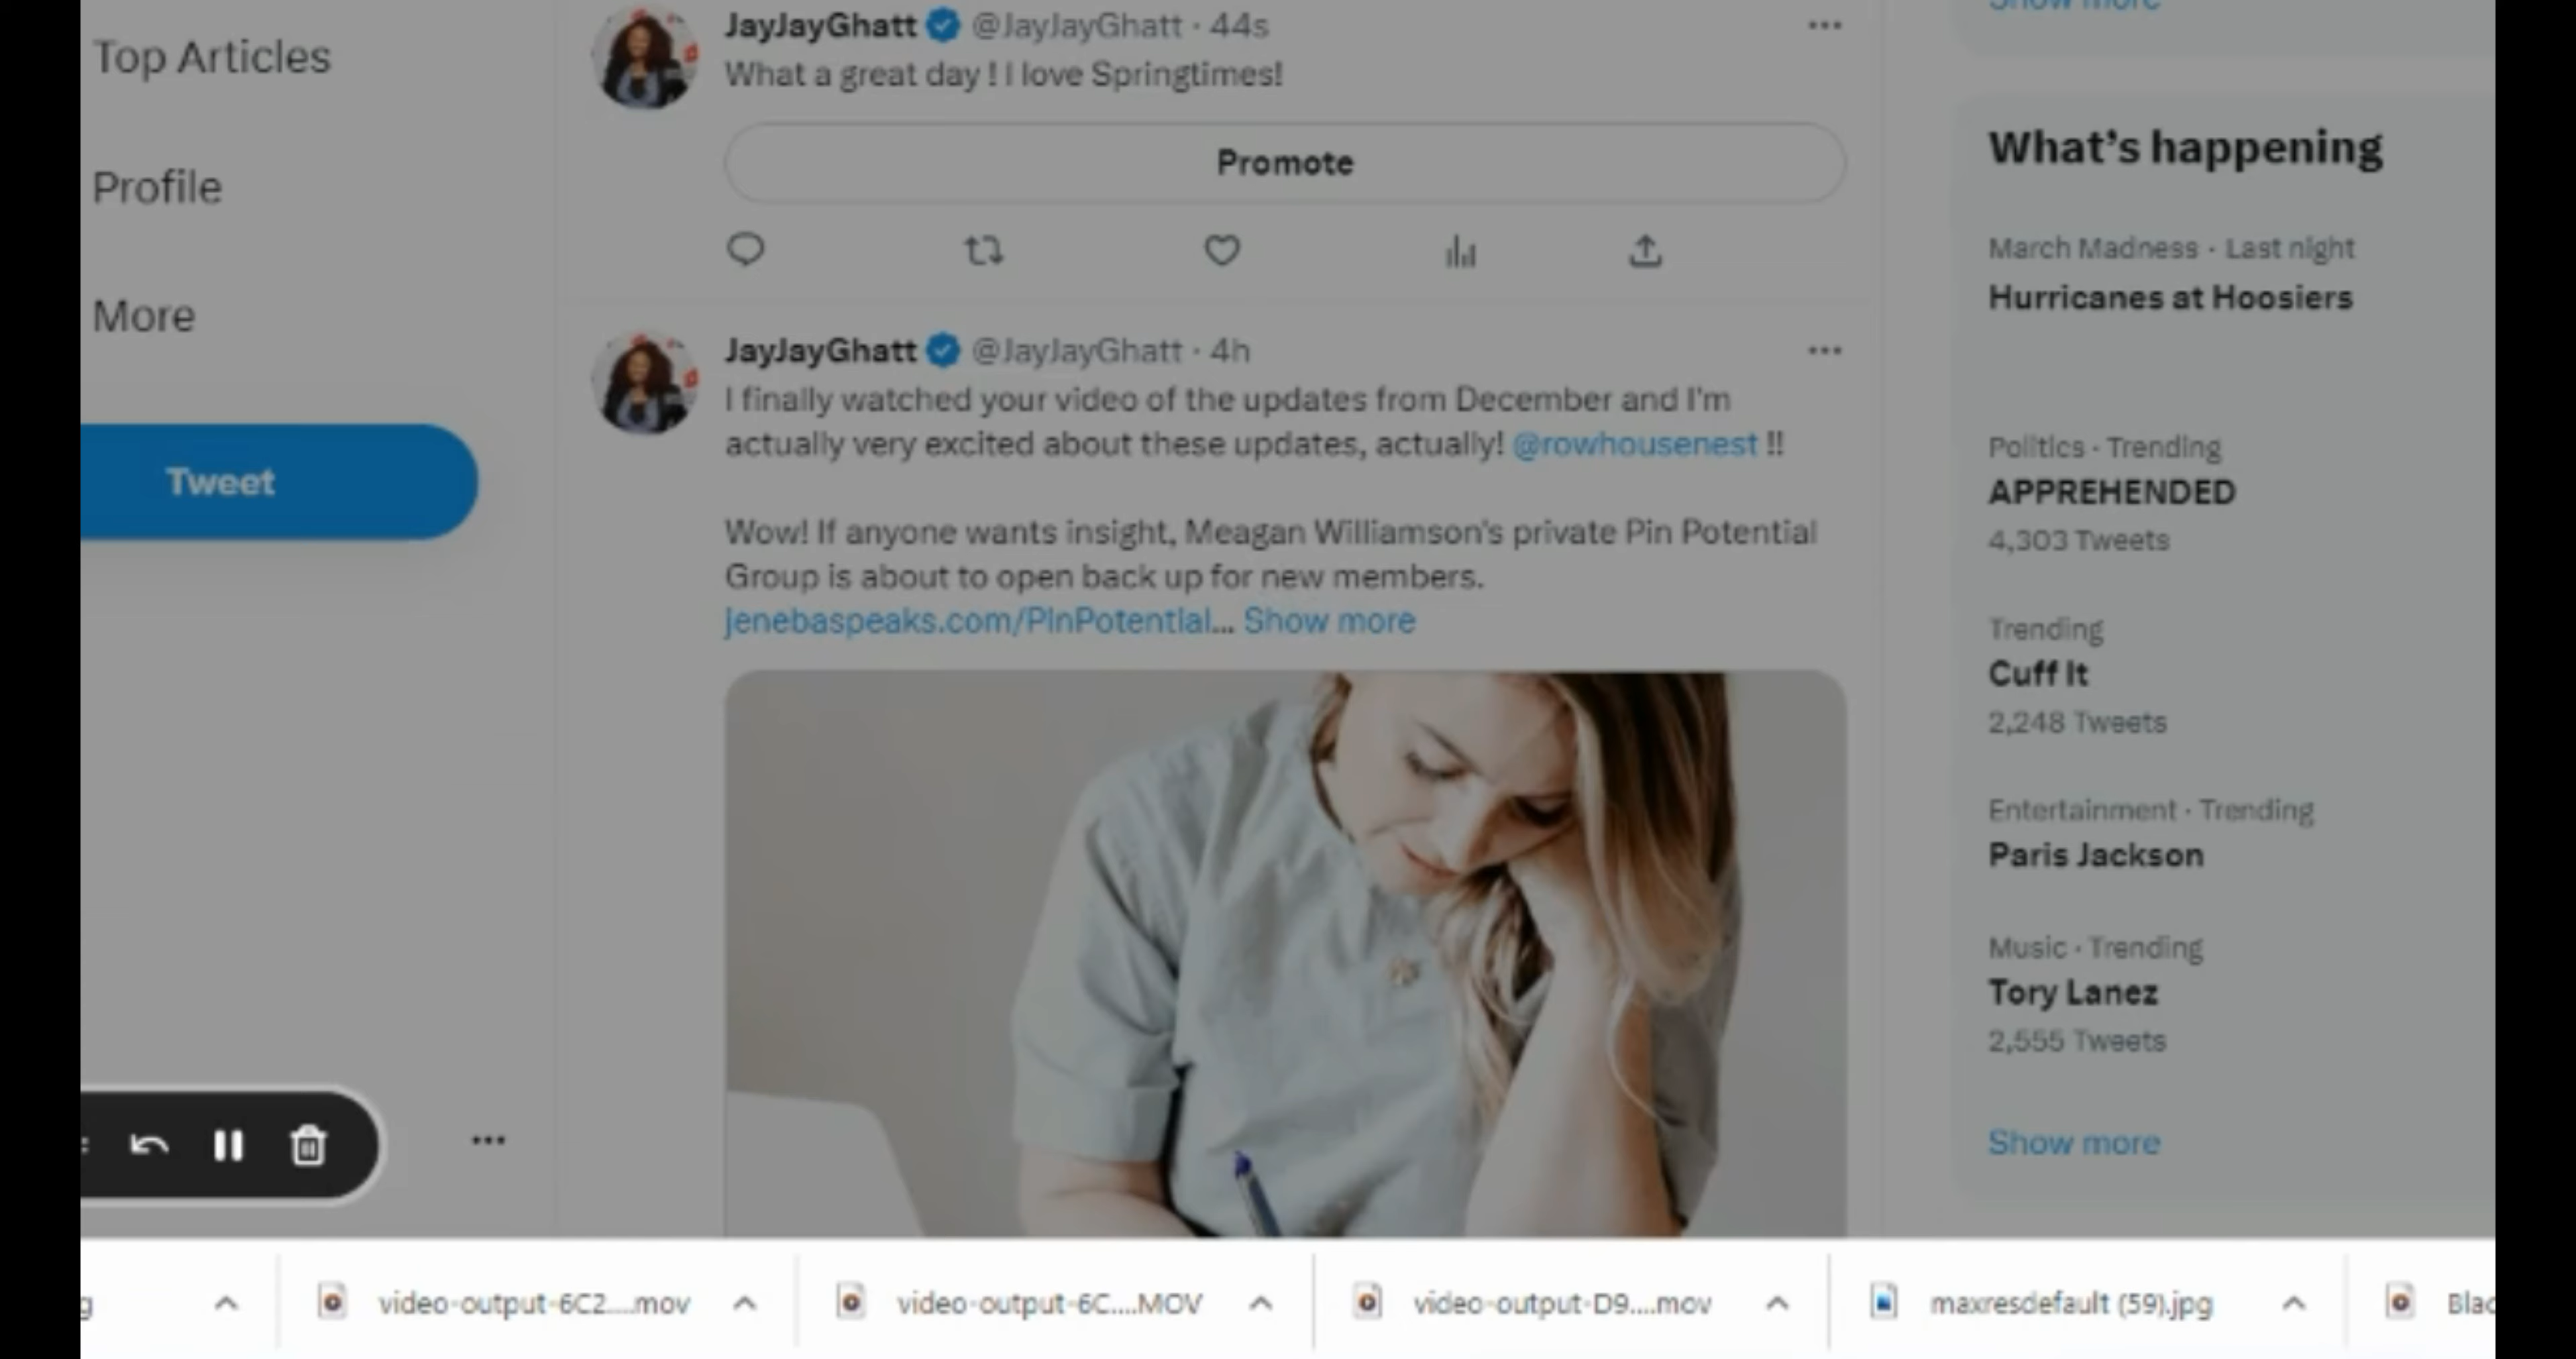 Top Articles
Profile
More
Tweet
JayJayGhatt @JayJayGhatt · 44s
What a great day ! I love Springtimes!
Promote
JayJayGhatt @JayJayGhatt · 4h
I finally watched your video of the updates from December and I'm
actually very excited about these updates, actually! @rowhousenest !!
Wow! If anyone wants insight, Meagan Williamson's private Pin Potential
Group is about to open back up for new members.
jenebaspeaks.com/PinPotential... Show more
Show more
What's happening
March Madness · Last night
Hurricanes at Hoosiers
Politics · Trending
APPREHENDED
4,303 Tweets
Trending
Cuff It
2,248 Tweets
Entertainment · Trending
Paris Jackson
Music · Trending
Tory Lanez
2,555 Tweets
Show more
g
video-output-6C2....mov
video-output-6C....MOV
video-output-D9....mov
maxresdefault (59).jpg
Blac